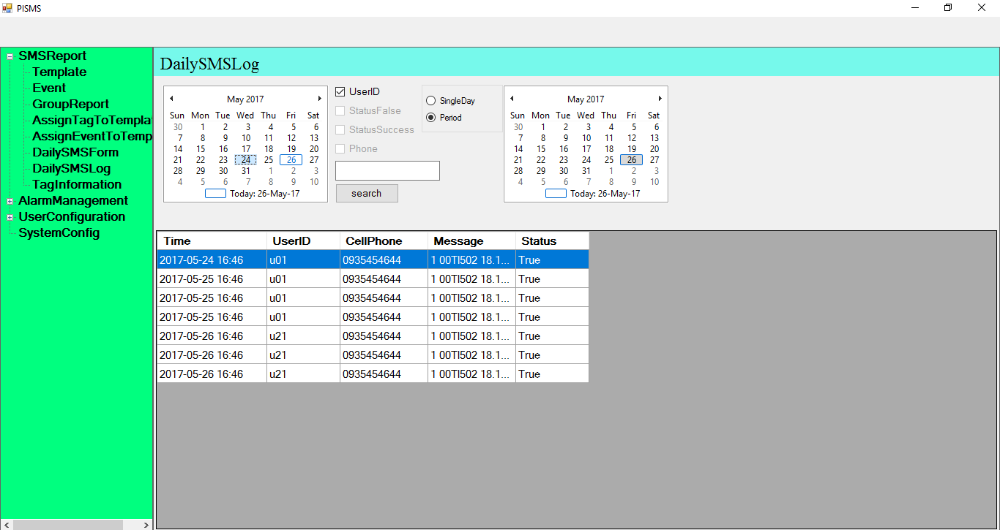 PISMS
SMSReport
Template
Event
GroupReport
AssignTagToTemplat
AssignEventToTemp
DailySMSForm
DailySMSLog
TagInformation
AlarmManagement
UserConfiguration
SystemConfig
DailySMSLog
May 2017
Sun Mon Tue Wed Thu Fri Sat
30 1 2 3 4 5 6
7 8 9 10 11 12 13
14 15 16 17 18 19 20
21 22 23 24 25 26 27
28 29 30 31 1 2 3
4 5 6 7 8 9 10
Today: 26-May-17
UserID
StatusFalse
StatusSuccess
Phone
search
SingleDay
Period
May 2017
Sun Mon Tue Wed Thu Fri Sat
30 1 2 3 4 5 6
7 8 9 10 11 12 13
14 15 16 17 18 19 20
21 22 23 24 25 26 27
28 29 30 31 1 2 3
4 5 6 7 8 9 10
Today: 26-May-17
Time UserID CellPhone Message Status
2017-05-24 16:46 u01 0935454644 1 00TI502 18.1... True
2017-05-25 16:46 u01 0935454644 1 00TI502 18.1... True
2017-05-25 16:46 u01 0935454644 1 00TI502 18.1... True
2017-05-25 16:46 u01 0935454644 1 00TI502 18.1... True
2017-05-26 16:46 u21 0935454644 1 00TI502 18.1... True
2017-05-26 16:46 u21 0935454644 1 00TI502 18.1... True
2017-05-26 16:46 u21 0935454644 1 00TI502 18.1... True